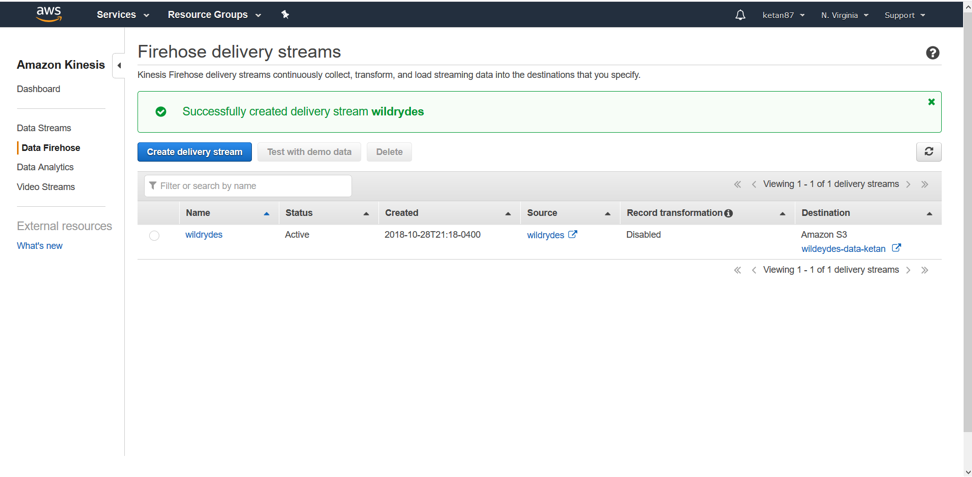 aws Services Resource Groups ketan87 N. Virginia Support
Amazon Kinesis
Dashboard
Data Streams
Data Firehose
Data Analytics
Video Streams
External resources
What's new
Firehose delivery streams
Kinesis Firehose delivery streams continuously collect, transform, and load streaming data into the destinations that you specify.
Successfully created delivery stream wildrydes
Create delivery stream Test with demo data Delete
Filter or search by name Viewing 1 - 1 of 1 delivery streams
Name Status Created Source Record transformation Destination
wildrydes Active 2018-10-28T21:18-0400 wildrydes Disabled Amazon S3
wildeydes-data-ketan
Viewing 1 - 1 of 1 delivery streams